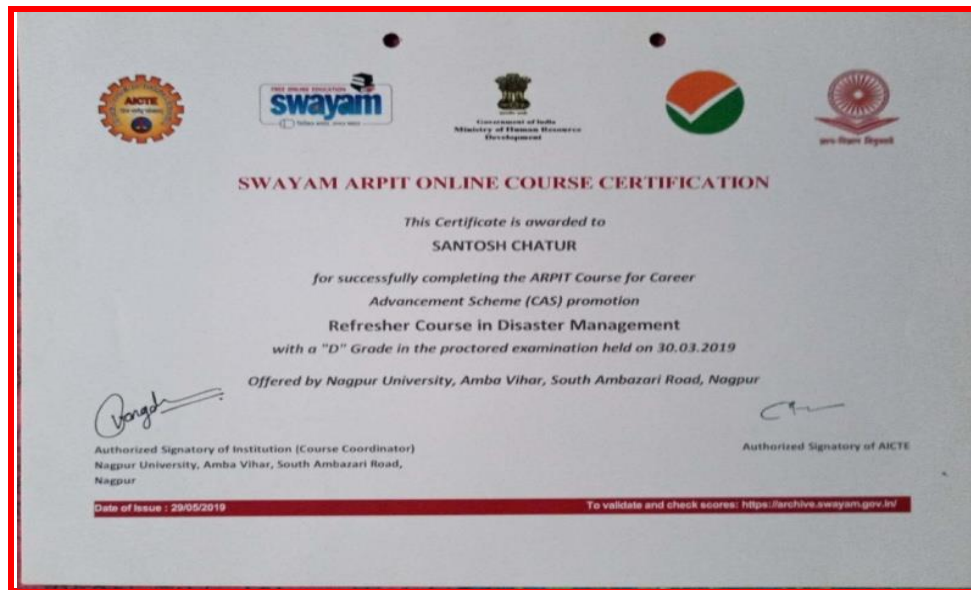 AICTE
FREE ONLINE EDUCATION
swayam
Government of India
Ministry of Human Resource
Development
SWAYAM ARPIT ONLINE COURSE CERTIFICATION
This Certificate is awarded to
SANTOSH CHATUR
for successfully completing the ARPIT Course for Career
Advancement Scheme (CAS) promotion
Refresher Course in Disaster Management
with a "D" Grade in the proctored examination held on 30.03.2019
Offered by Nagpur University, Amba Vihar, South Ambazari Road, Nagpur
Authorized Signatory of Institution (Course Coordinator)
Nagpur University, Amba Vihar, South Ambazari Road,
Nagpur
Authorized Signatory of AICTE
Date of Issue : 29/05/2019
To validate and check scores: https://archive.swayam.gov.in/